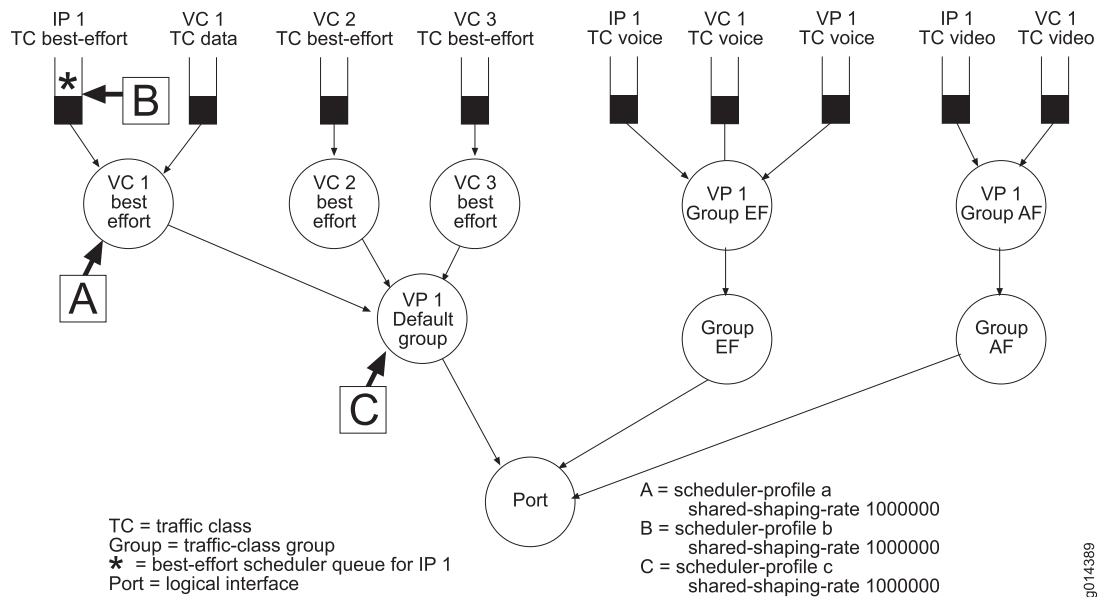 IP 1
TC best-effort
VC 1
TC data
VC 2
TC best-effort
VC 3
TC best-effort
IP 1
TC voice
VC 1
TC voice
VP 1
TC voice
IP 1
TC video
VC 1
TC video
*
B
VC 1
best
effort
VC 2
best
effort
VC 3
best
effort
VP 1
Group EF
VP 1
Group AF
A
VP 1
Default
group
Group
EF
Group
AF
C
Port
TC = traffic class
Group = traffic-class group
* = best-effort scheduler queue for IP 1
Port = logical interface
A = scheduler-profile a
shared-shaping-rate 1000000
B = scheduler-profile b
shared-shaping-rate 1000000
C = scheduler-profile c
shared-shaping-rate 1000000
g014389